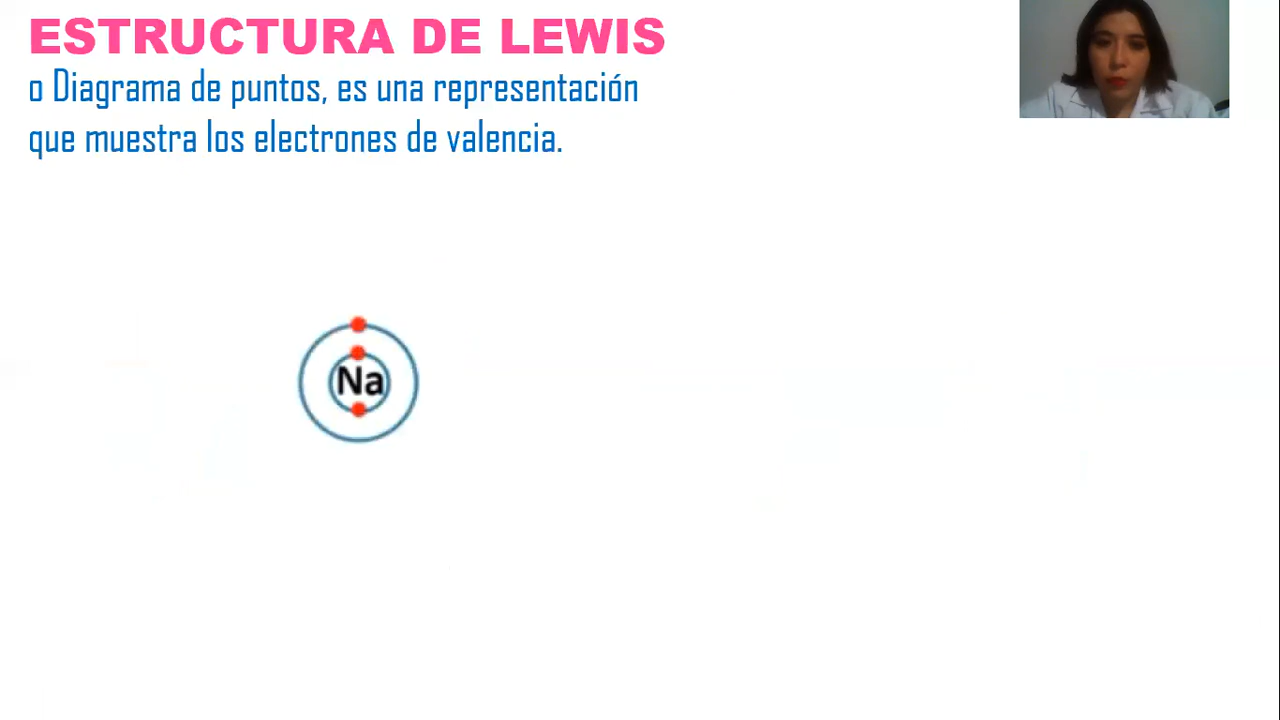 ESTRUCTURA DE LEWIS
o Diagrama de puntos, es una representación
que muestra los electrones de valencia.
Na